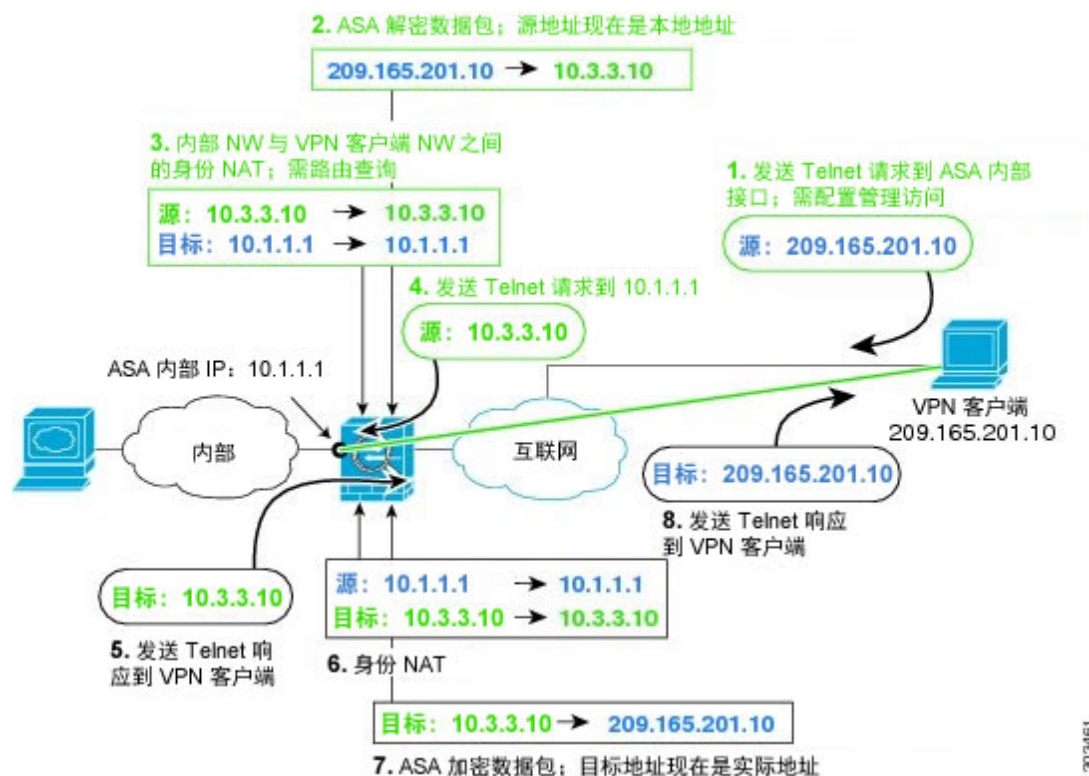 2. ASA 解密数据包；源地址现在是本地地址
209.165.201.10 → 10.3.3.10
3. 内部 NW 与 VPN 客户端 NW 之间
的身份 NAT；需路由查询
源：10.3.3.10 → 10.3.3.10
目标：10.1.1.1 → 10.1.1.1
1. 发送 Telnet 请求到 ASA 内部
接口；需配置管理访问
源：209.165.201.10
4. 发送 Telnet 请求到 10.1.1.1
源：10.3.3.10
ASA 内部 IP：10.1.1.1
内部
互联网
VPN 客户端
209.165.201.10
目标：209.165.201.10
8. 发送 Telnet 响应
到 VPN 客户端
目标：10.3.3.10
5. 发送 Telnet 响
应到 VPN 客户端
源：10.1.1.1 → 10.1.1.1
目标：10.3.3.10 → 10.3.3.10
6. 身份 NAT
目标：10.3.3.10 → 209.165.201.10
7. ASA 加密数据包；目标地址现在是实际地址